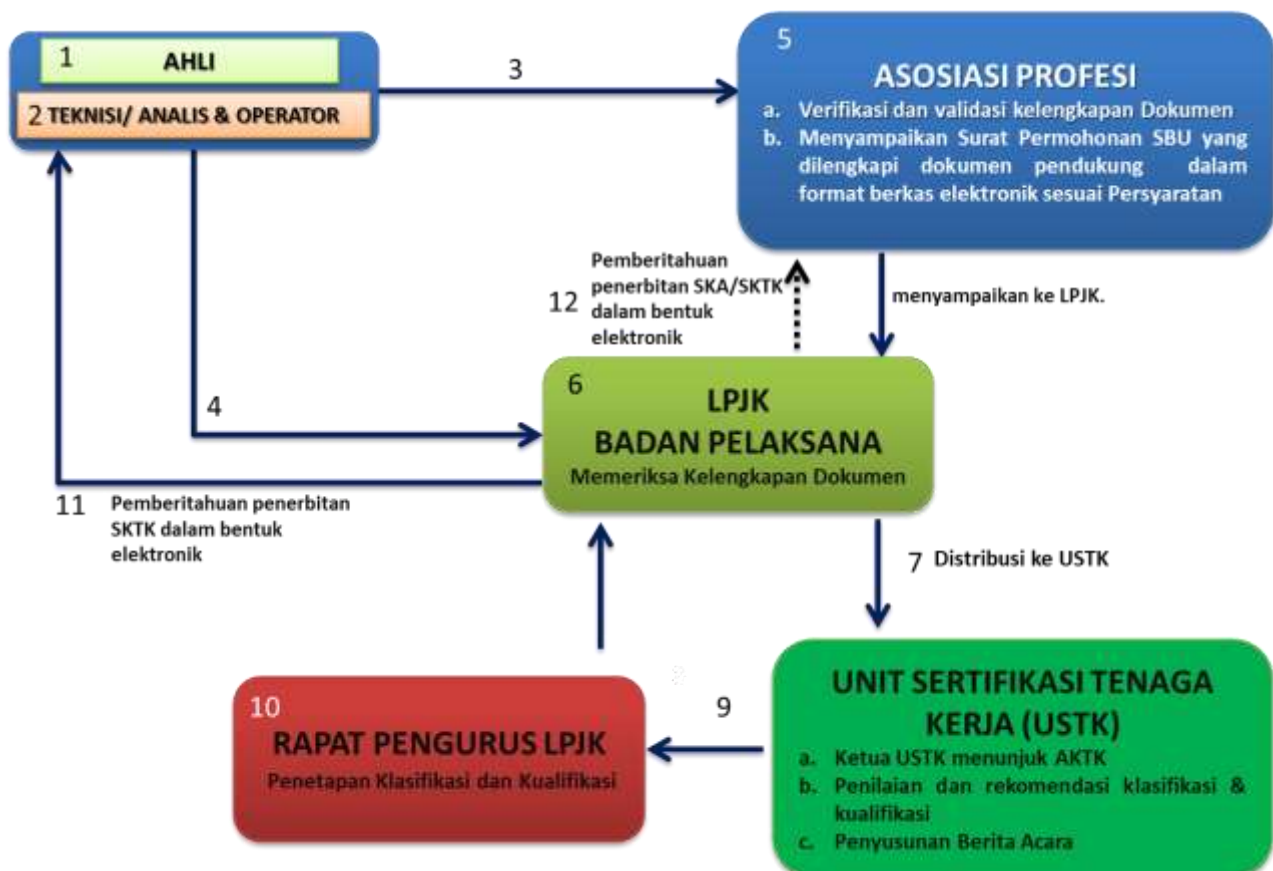 1 AHLI
2 TEKNISI/ ANALIS & OPERATOR
3
5
ASOSIASI PROFESI
a. Verifikasi dan validasi kelengkapan Dokumen
b. Menyampaikan Surat Permohonan SBU yang
dilengkapi dokumen pendukung dalam
format berkas elektronik sesuai Persyaratan
12
Pemberitahuan
penerbitan SKA/SKTK
dalam bentuk
elektronik
menyampaikan ke LPJK.
4
6
LPJK
BADAN PELAKSANA
Memeriksa Kelengkapan Dokumen
11 Pemberitahuan penerbitan
SKTK dalam bentuk
elektronik
7 Distribusi ke USTK
10
RAPAT PENGURUS LPJK
Penetapan Klasifikasi dan Kualifikasi
9
UNIT SERTIFIKASI TENAGA
KERJA (USTK)
a. Ketua USTK menunjuk AKTK
b. Penilaian dan rekomendasi klasifikasi &
kualifikasi
c. Penyusunan Berita Acara